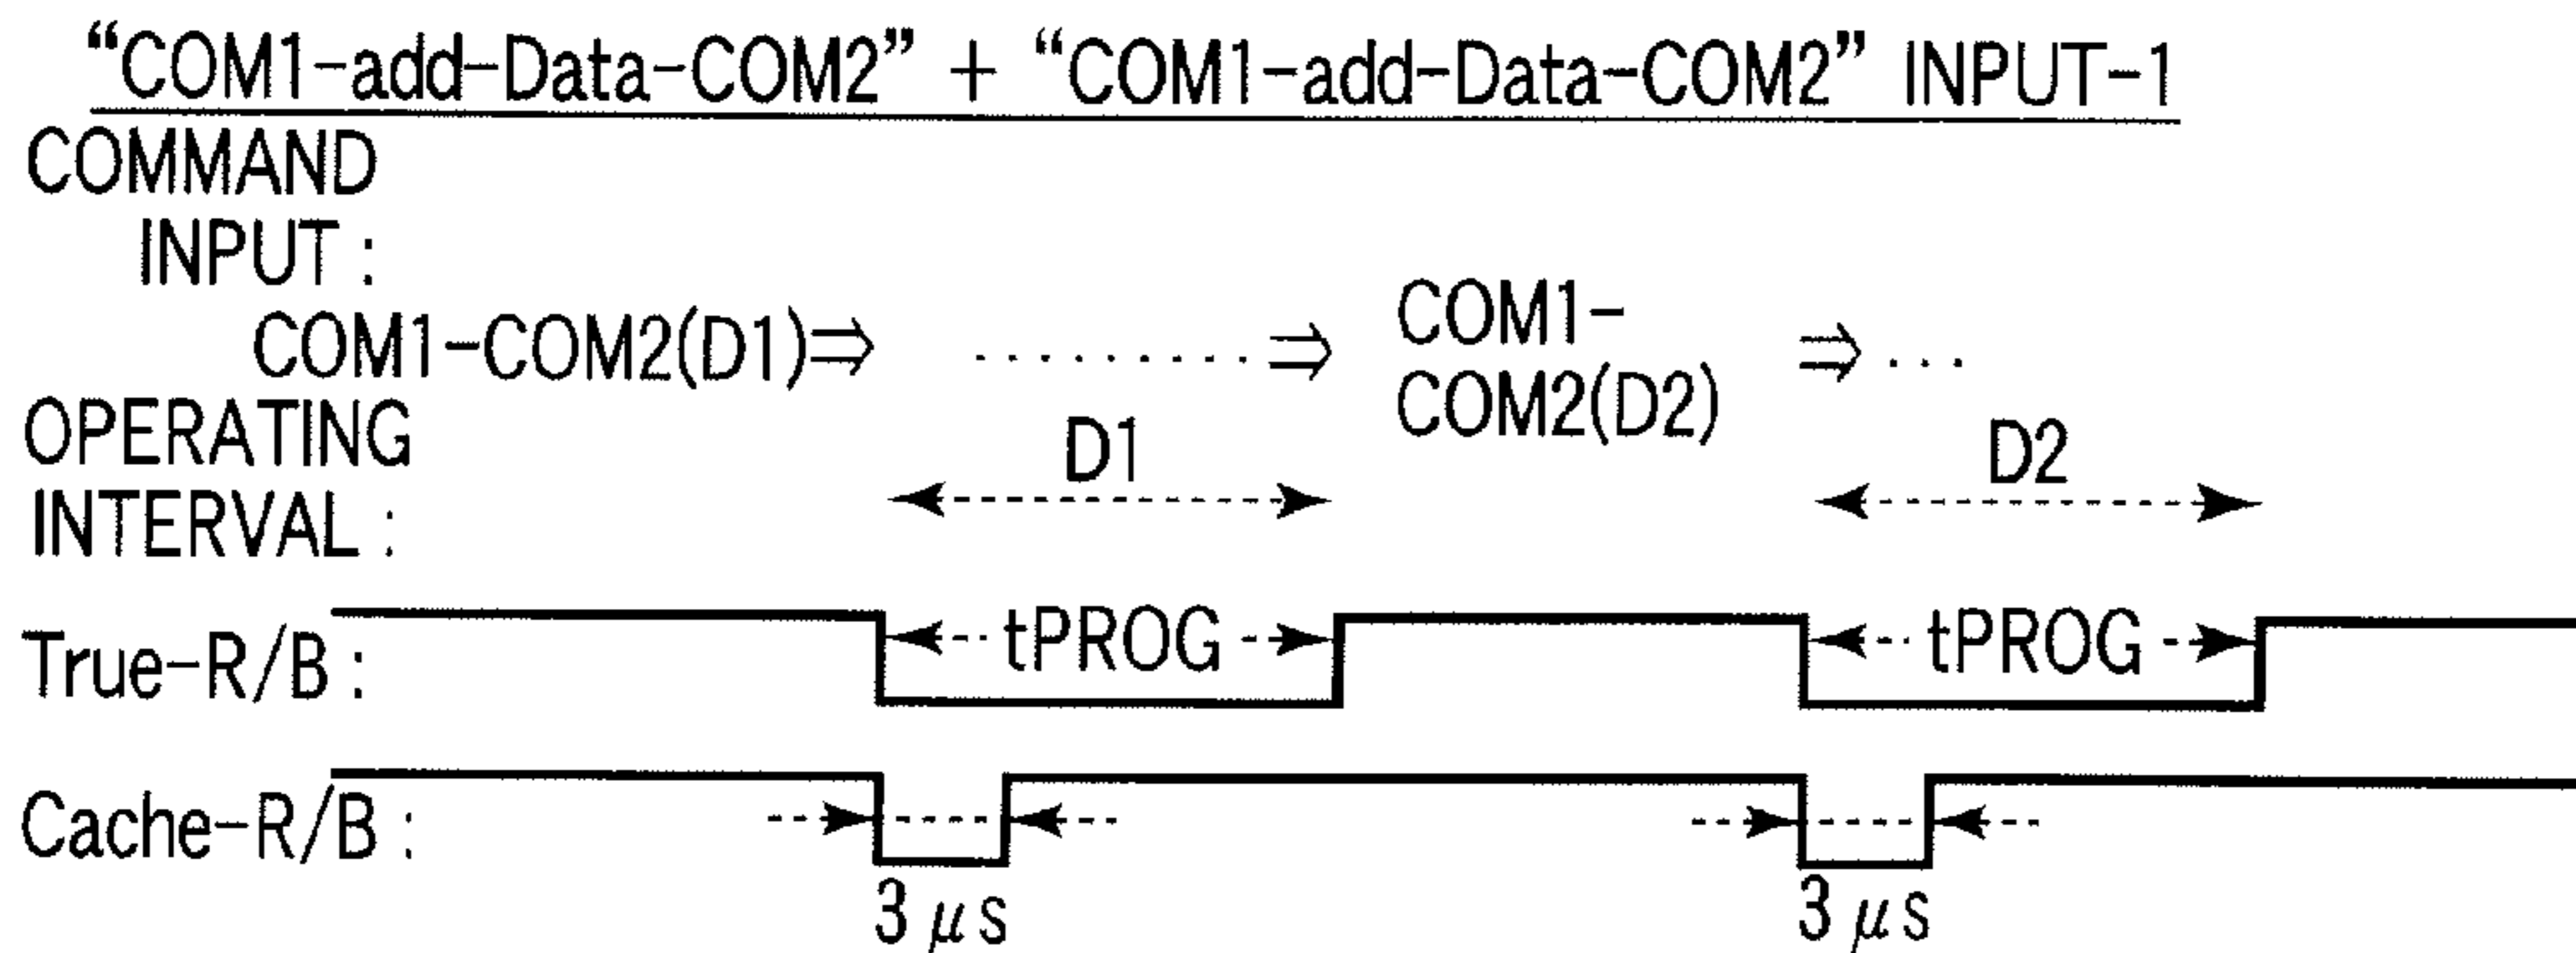 “COM1-add-Data-COM2” + “COM1-add-Data-COM2” INPUT-1
COMMAND
INPUT :
COM1-COM2(D1)⇒ .........⇒ COM1-
COM2(D2) ⇒...
OPERATING
INTERVAL :
D1 D2
True-R/B : tPROG tPROG
Cache-R/B :
3 μs 3 μs